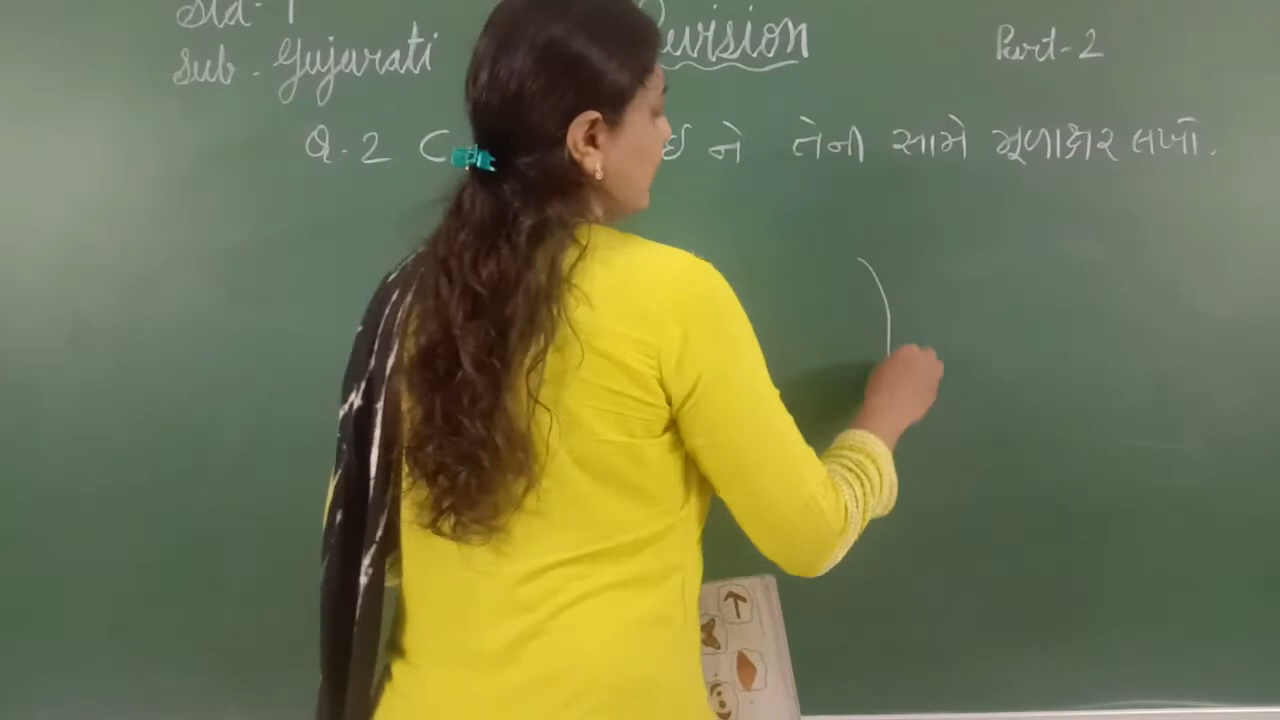 Std - 1
Sub - Gujarati
Revision
Part-2
Q.2 ને તેની સામે મૂળાક્ષર લખો.